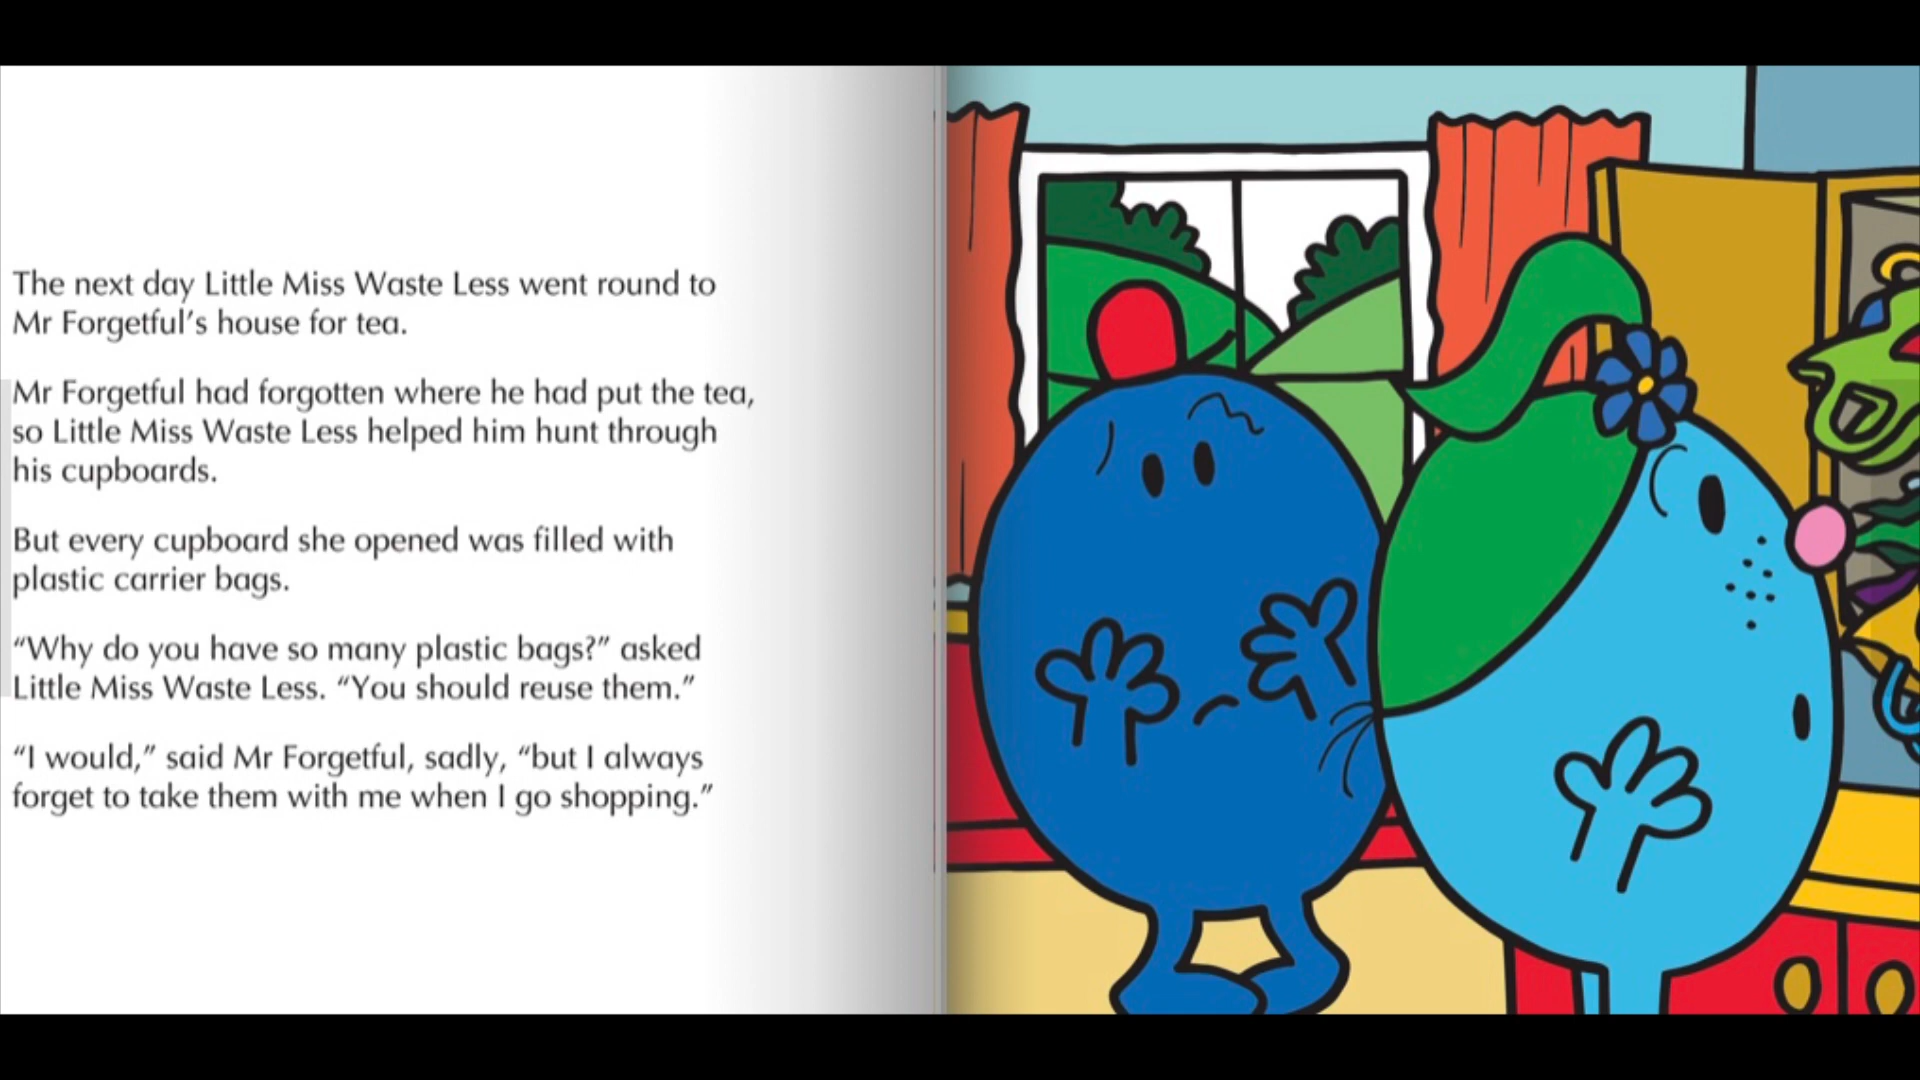 The next day Little Miss Waste Less went round to
Mr Forgetful’s house for tea.
Mr Forgetful had forgotten where he had put the tea,
so Little Miss Waste Less helped him hunt through
his cupboards.
But every cupboard she opened was filled with
plastic carrier bags.
“Why do you have so many plastic bags?” asked
Little Miss Waste Less. “You should reuse them.”
“I would,” said Mr Forgetful, sadly, “but I always
forget to take them with me when I go shopping.”